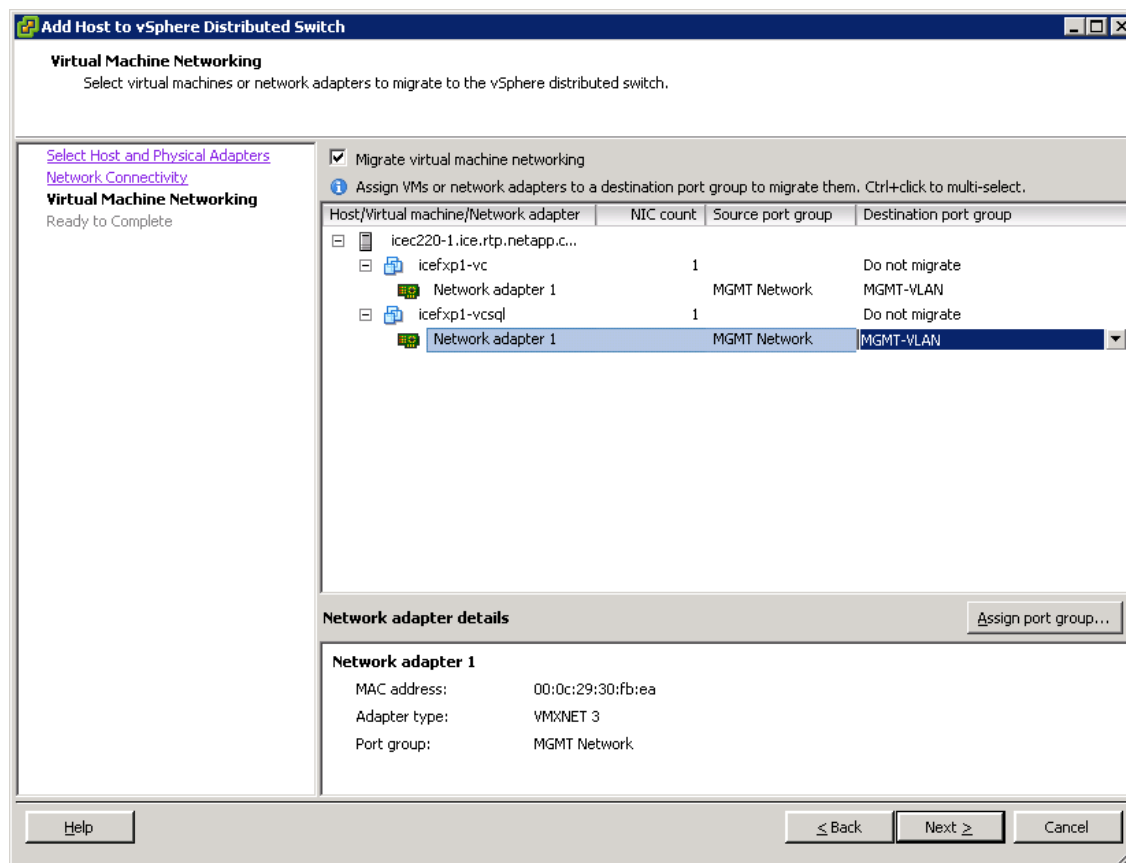 Add Host to vSphere Distributed Switch
Virtual Machine Networking
Select virtual machines or network adapters to migrate to the vSphere distributed switch.
Select Host and Physical Adapters
Network Connectivity
Virtual Machine Networking
Ready to Complete
Migrate virtual machine networking
Assign VMs or network adapters to a destination port group to migrate them. Ctrl+click to multi-select.
Host/Virtual machine/Network adapter NIC count Source port group Destination port group
icec220-1.ice.rtp.netapp.c...
icefxp1-vc 1 Do not migrate
Network adapter 1 MGMT Network MGMT-VLAN
icefxp1-vcsql 1 Do not migrate
Network adapter 1 MGMT Network MGMT-VLAN
Network adapter details
Assign port group...
Network adapter 1
MAC address: 00:0c:29:30:fb:ea
Adapter type: VMXNET 3
Port group: MGMT Network
Help < Back Next > Cancel